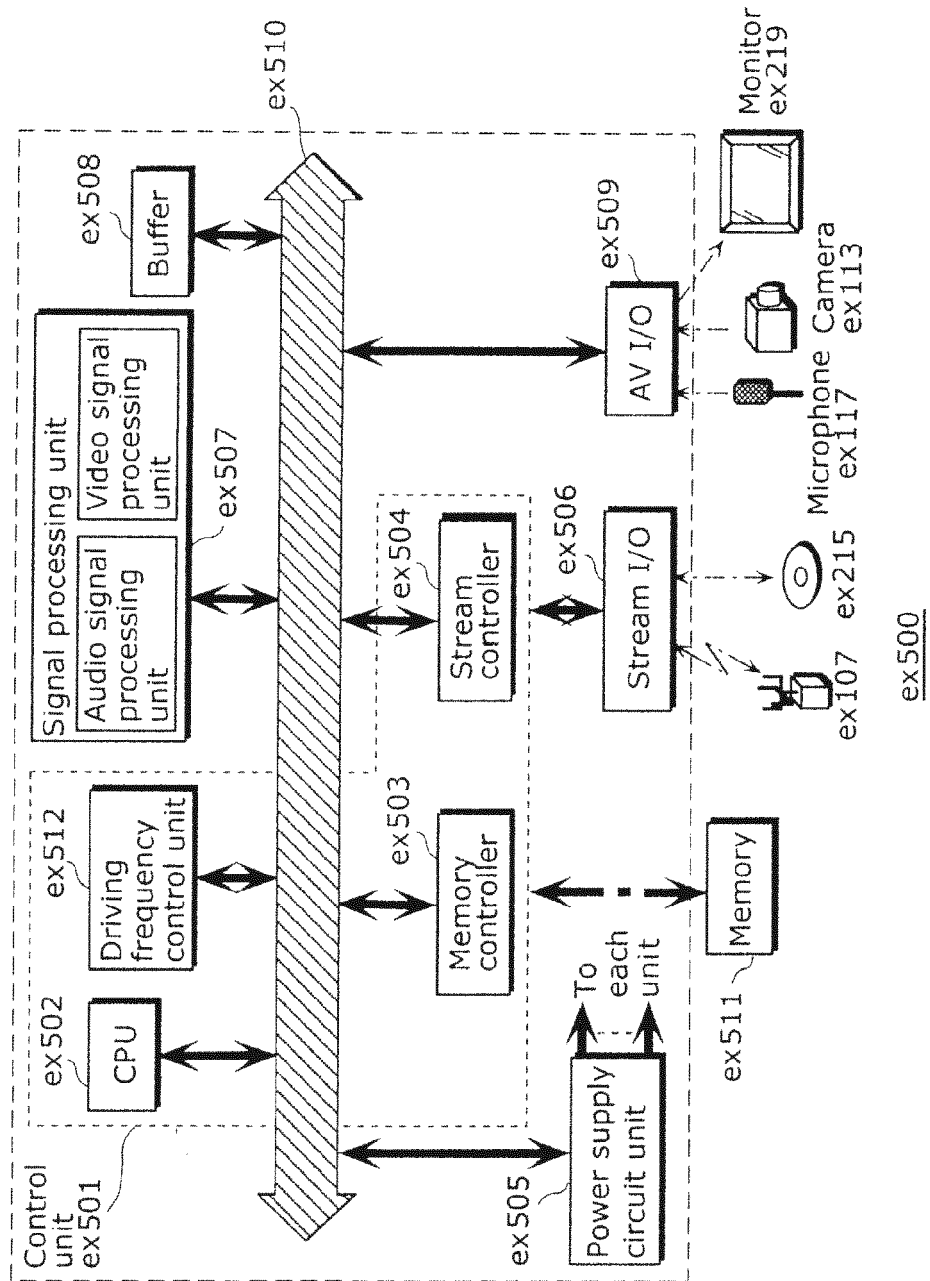 Control
unit
ex501
ex502
CPU
ex512
Driving
frequency
control unit
Signal processing unit
Audio signal
processing
unit
Video signal
processing
unit
ex507
ex508
Buffer
ex510
ex503
Memory
controller
ex504
Stream
controller
ex505
Power supply
circuit unit
To
each
unit
ex506
Stream I/O
ex509
AV I/O
ex511
Memory
ex107
ex215
Microphone
ex117
Camera
ex113
Monitor
ex219
ex500